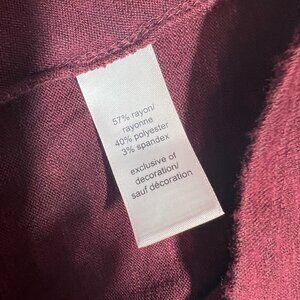 57% rayon/
rayonne
40% polyester
3% spandex
exclusive of
decoration/
sauf décoration